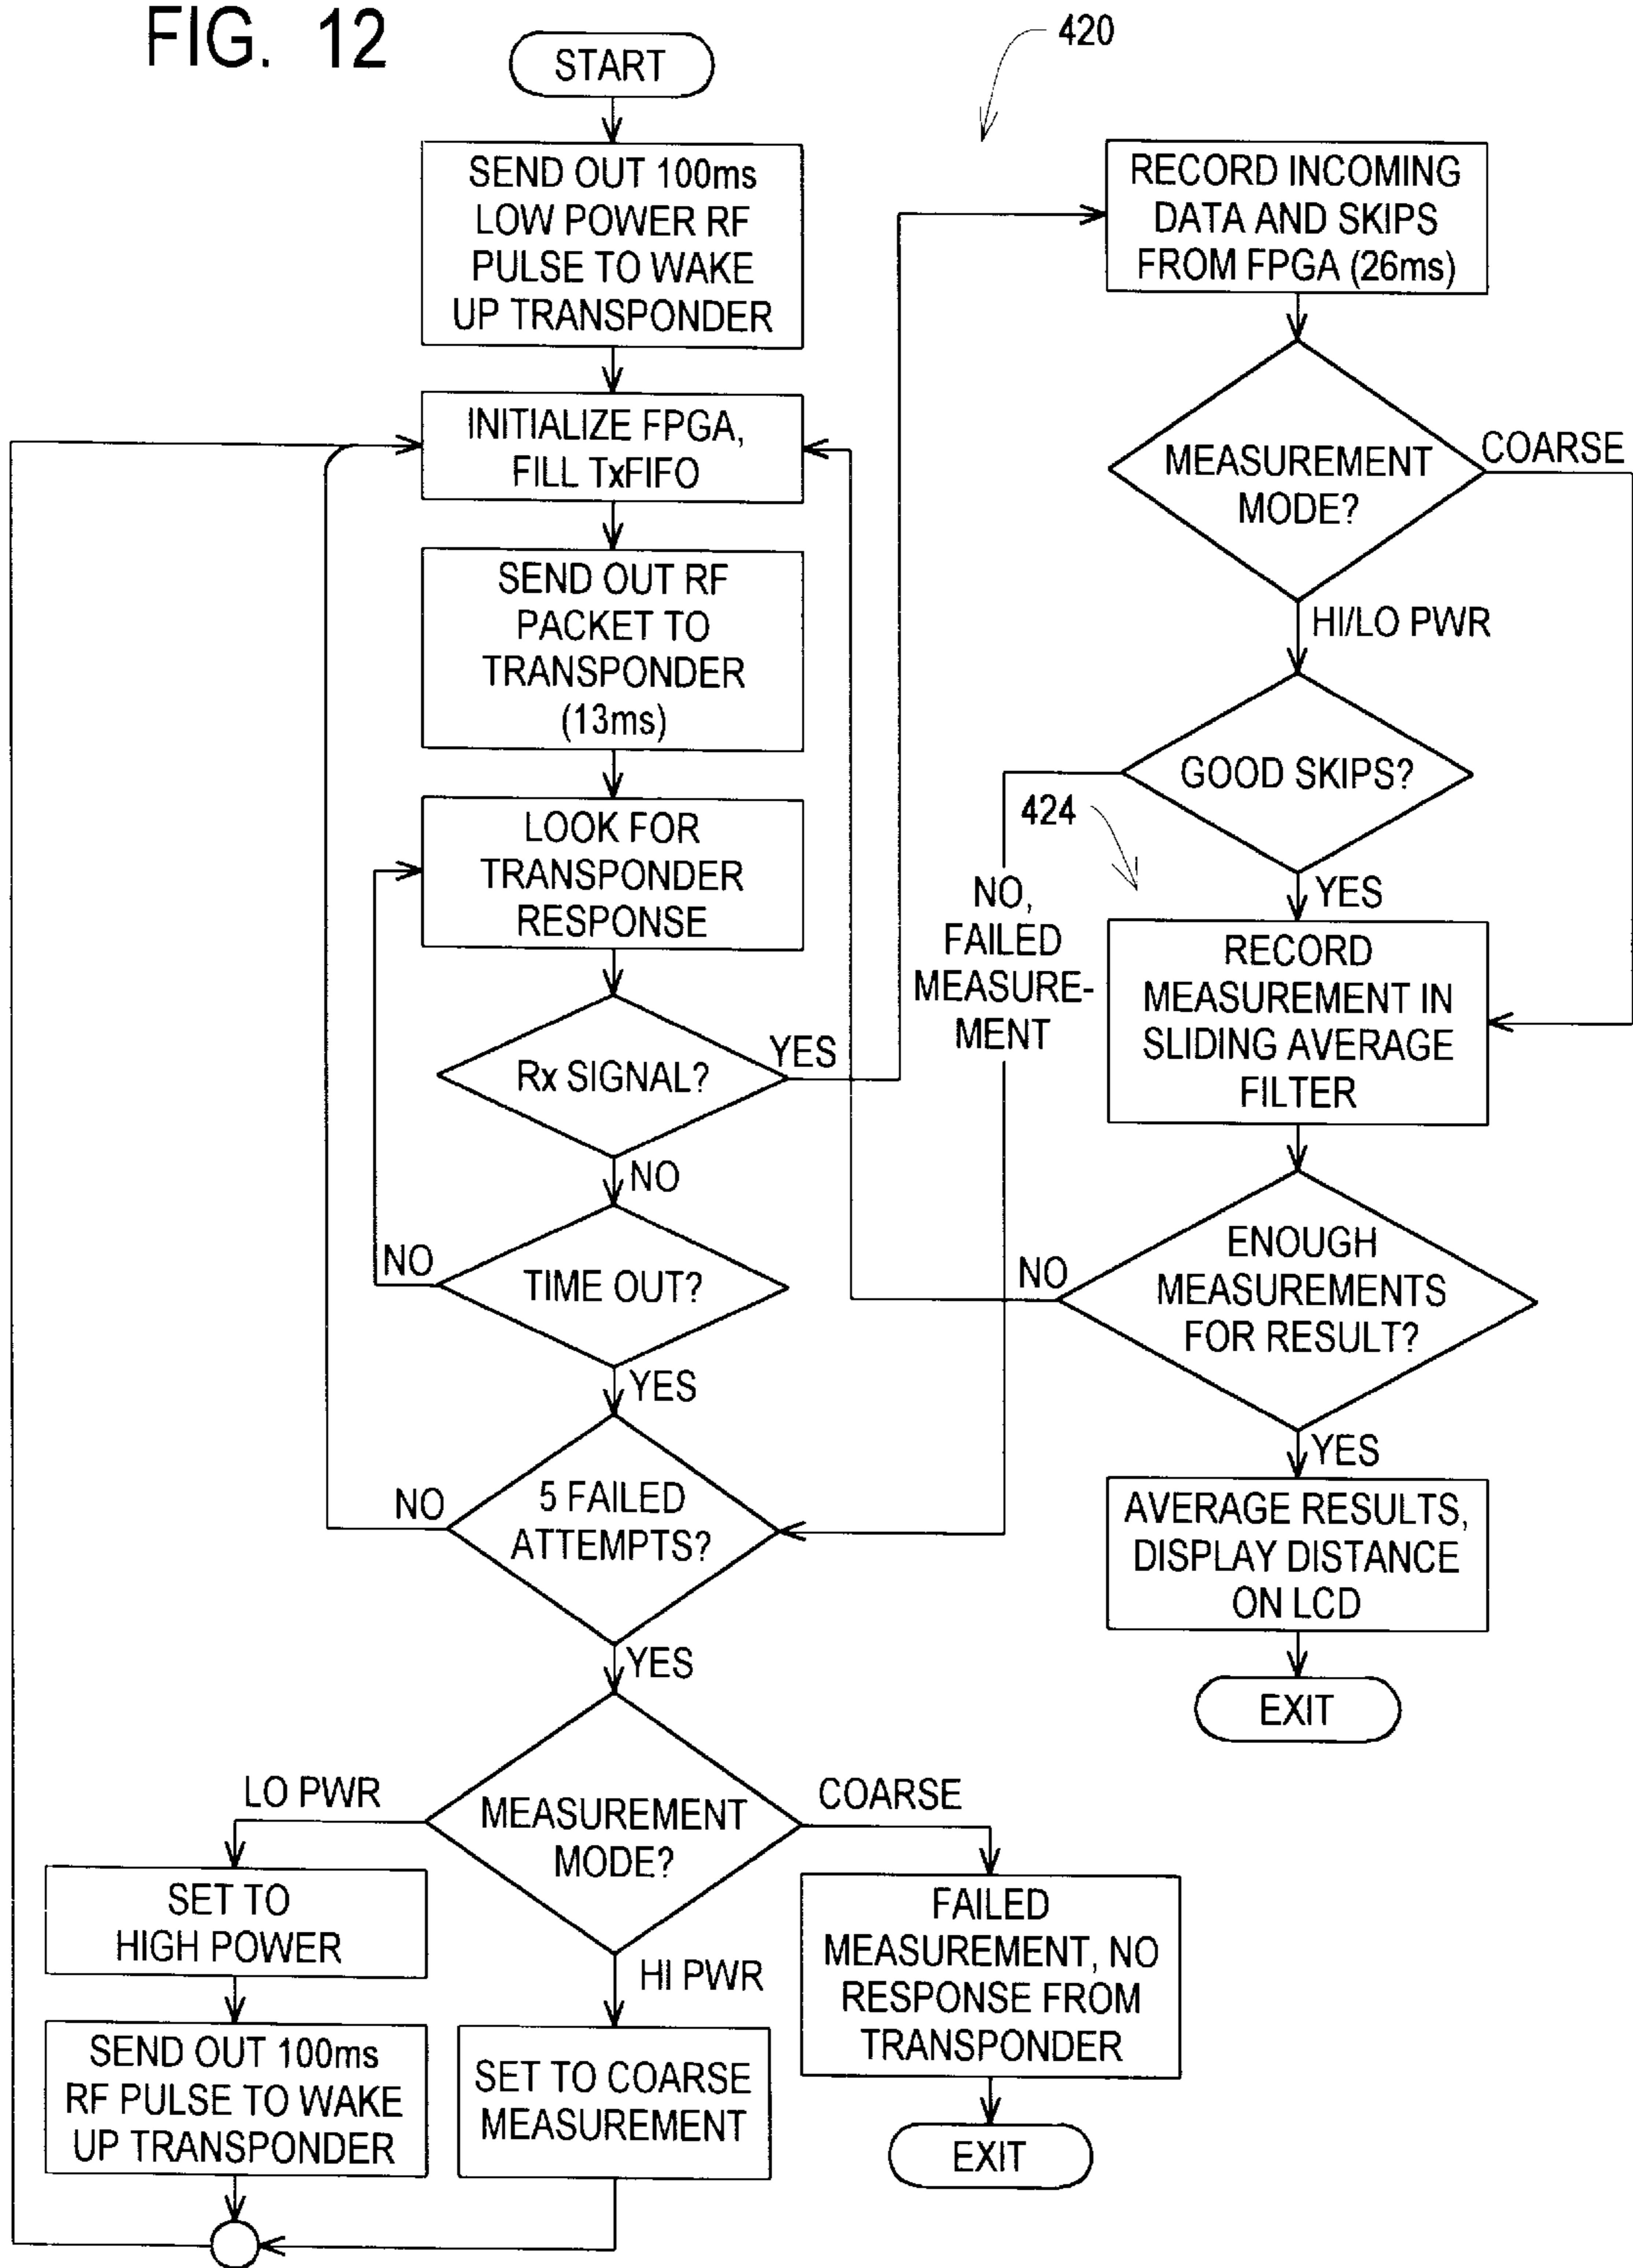 FIG. 12
START
420
SEND OUT 100ms
LOW POWER RF
PULSE TO WAKE
UP TRANSPONDER
INITIALIZE FPGA,
FILL TxFIFO
SEND OUT RF
PACKET TO
TRANSPONDER
(13ms)
LOOK FOR
TRANSPONDER
RESPONSE
Rx SIGNAL?
YES
NO
TIME OUT?
NO
YES
5 FAILED
ATTEMPTS?
NO
YES
MEASUREMENT
MODE?
LO PWR
COARSE
HI PWR
SET TO
HIGH POWER
SEND OUT 100ms
RF PULSE TO WAKE
UP TRANSPONDER
SET TO COARSE
MEASUREMENT
FAILED
MEASUREMENT, NO
RESPONSE FROM
TRANSPONDER
EXIT
RECORD INCOMING
DATA AND SKIPS
FROM FPGA (26ms)
MEASUREMENT
MODE?
COARSE
HI/LO PWR
GOOD SKIPS?
424
NO,
FAILED
MEASURE-
MENT
YES
RECORD
MEASUREMENT IN
SLIDING AVERAGE
FILTER
ENOUGH
MEASUREMENTS
FOR RESULT?
NO
YES
AVERAGE RESULTS,
DISPLAY DISTANCE
ON LCD
EXIT